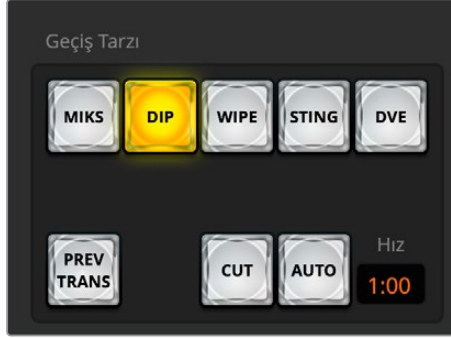 Geçiş Tarzı
MIKS DIP WIPE STING DVE
PREV
TRANS
CUT AUTO
Hız
1:00